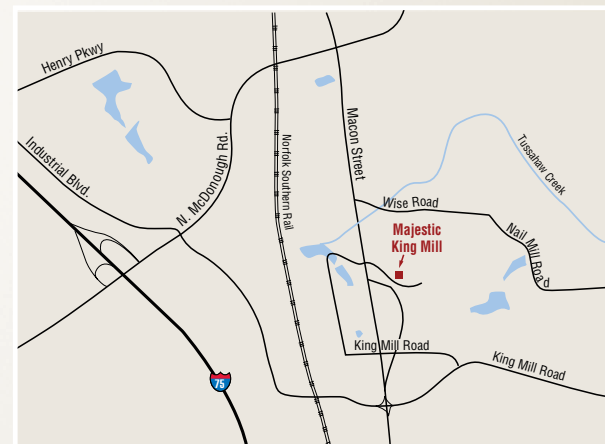 Henry Pkwy
Industrial Blvd.
N. McDonough Rd.
Norfolk Southern Rail
Macon Street
Tussahaw Creek
Wise Road
Nail Mill Road
Majestic
King Mill
King Mill Road
King Mill Road
75